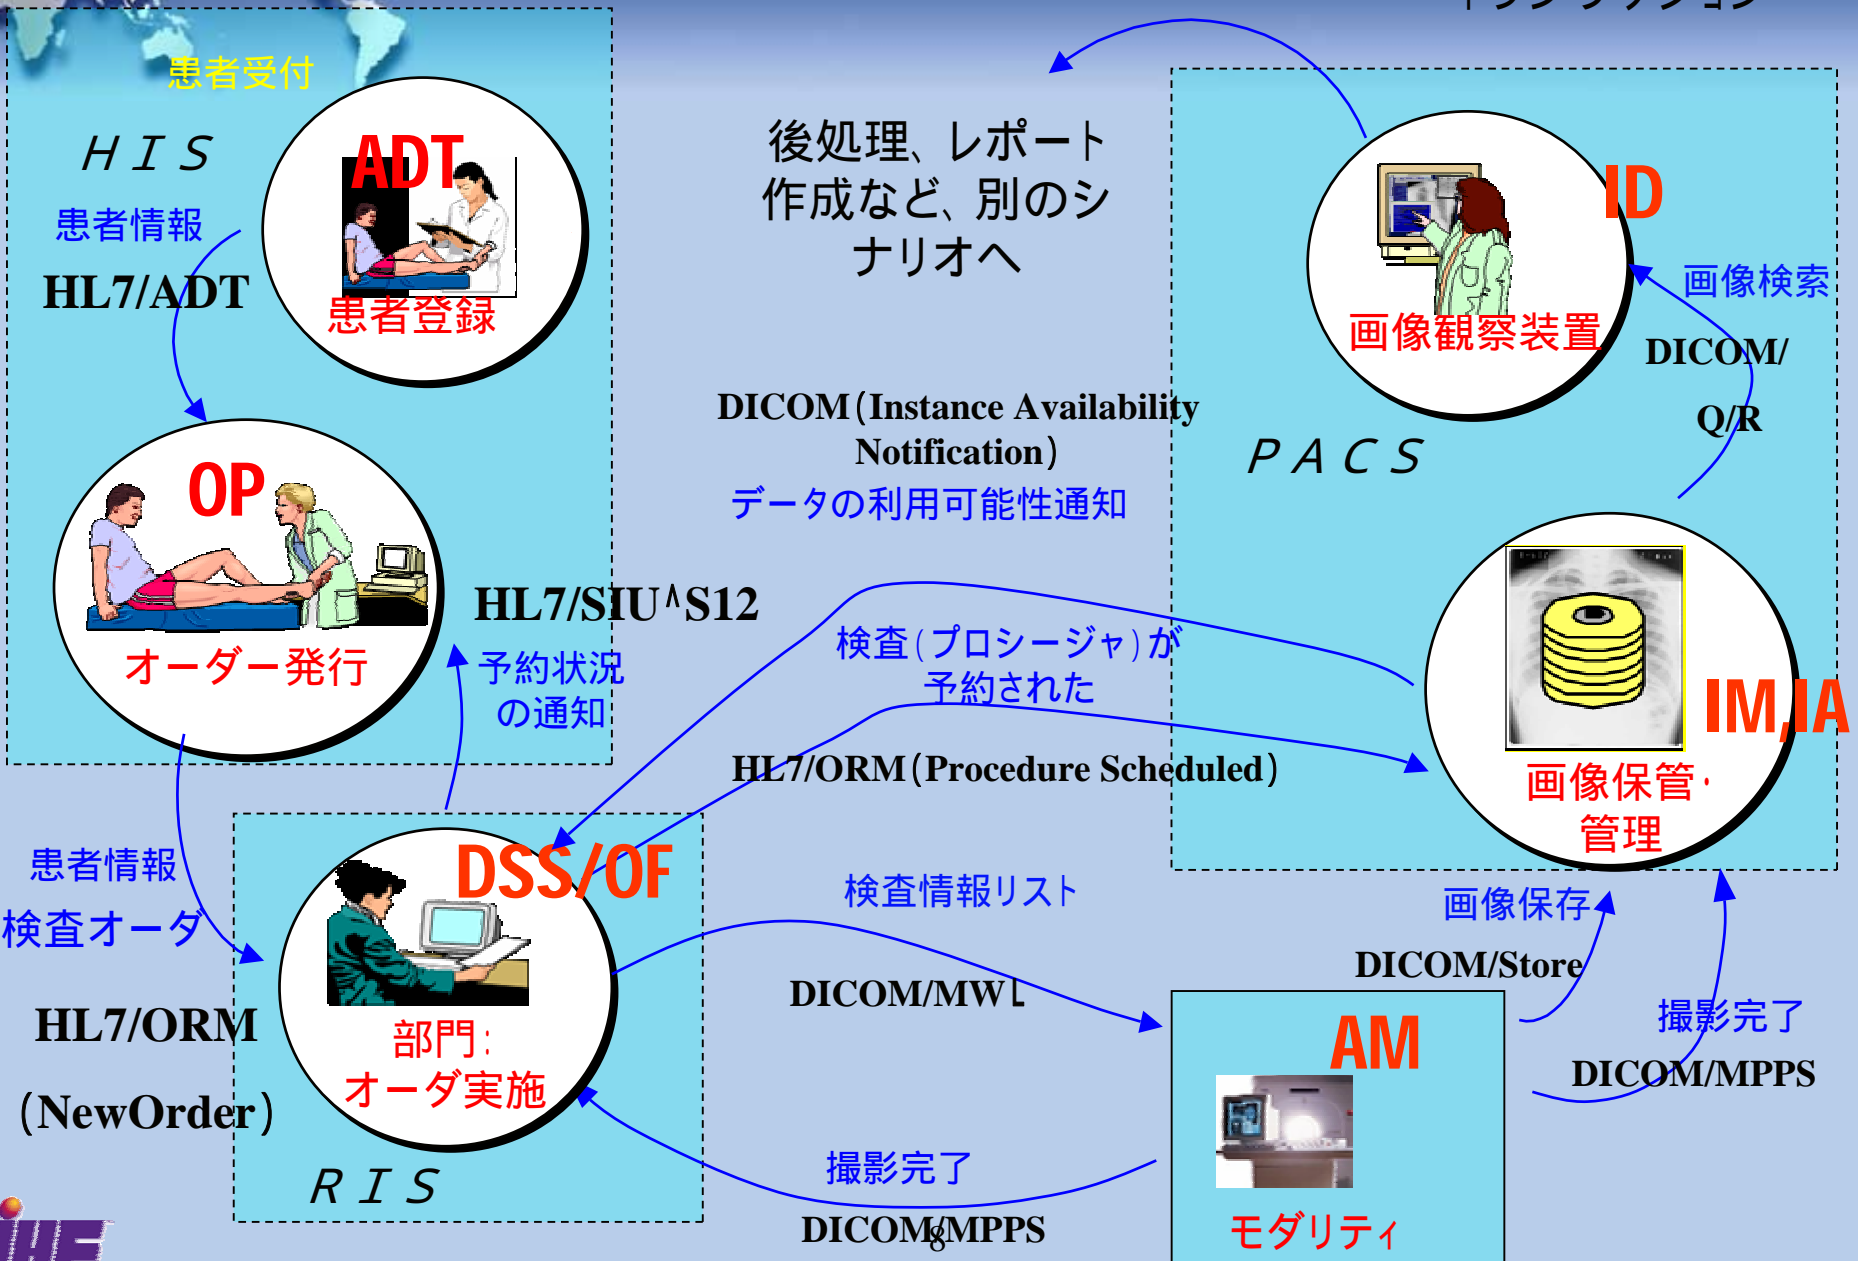 患者受付
HIS
ADT
患者登録
患者情報
HL7/ADT
OP
オーダー発行
HL7/SIU^S12
予約状況
の通知
患者情報
検査オーダ
HL7/ORM
(NewOrder)
DSS/OF
部門:
オーダ実施
RIS
後処理、レポート
作成など、別のシ
ナリオへ
DICOM(Instance Availability
Notification)
データの利用可能性通知
検査(プロシージャ)が
予約された
HL7/ORM(Procedure Scheduled)
検査情報リスト
DICOM/MWL
撮影完了
DICOM/MPPS
8
ID
画像観察装置
画像検索
DICOM/
Q/R
PACS
IM,IA
画像保管・
管理
画像保存
DICOM/Store
撮影完了
DICOM/MPPS
AM
モダリティ
IHE